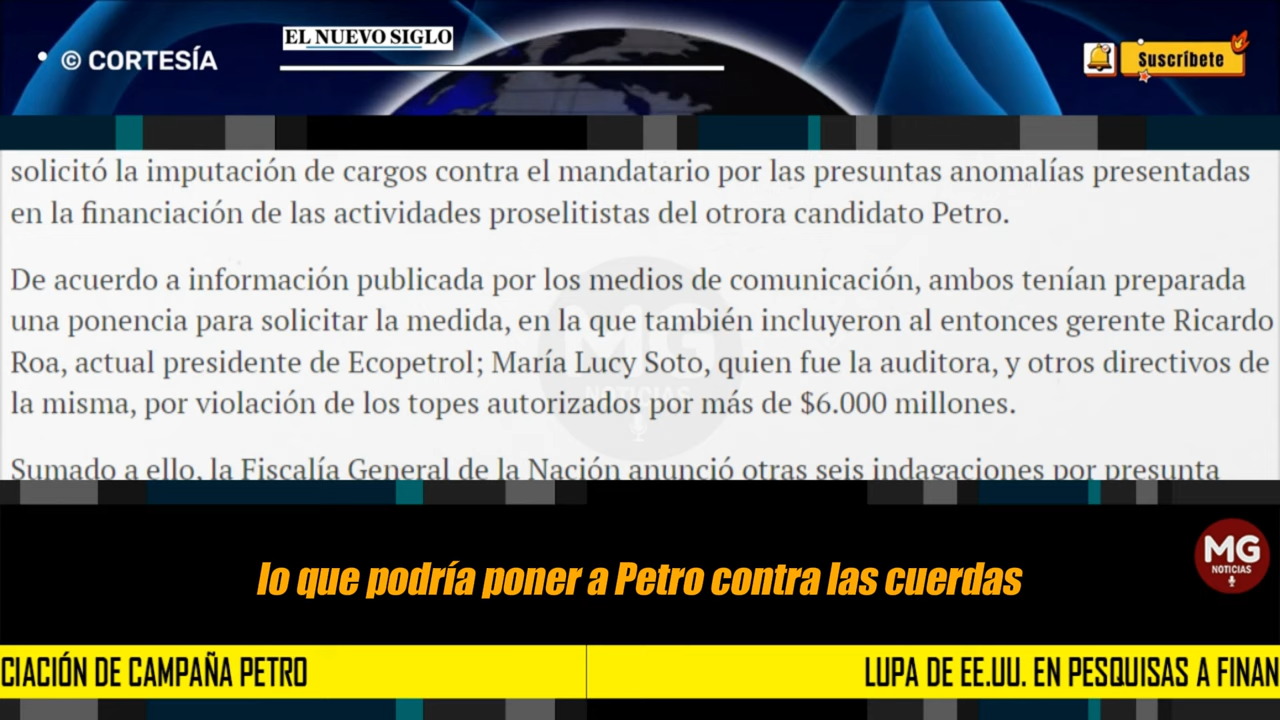 © CORTESÍA
EL NUEVO SIGLO
Suscríbete
solicitó la imputación de cargos contra el mandatario por las presuntas anomalías presentadas
en la financiación de las actividades proselitistas del otrora candidato Petro.
De acuerdo a información publicada por los medios de comunicación, ambos tenían preparada
una ponencia para solicitar la medida, en la que también incluyeron al entonces gerente Ricardo
Roa, actual presidente de Ecopetrol; María Lucy Soto, quien fue la auditora, y otros directivos de
la misma, por violación de los topes autorizados por más de $6.000 millones.
Sumado a ello, la Fiscalía General de la Nación anunció otras seis indagaciones por presunta
MG
NOTICIAS
lo que podría poner a Petro contra las cuerdas
MG
NOTICIAS
CIACIÓN DE CAMPAÑA PETRO
LUPA DE EE.UU. EN PESQUISAS A FINAN